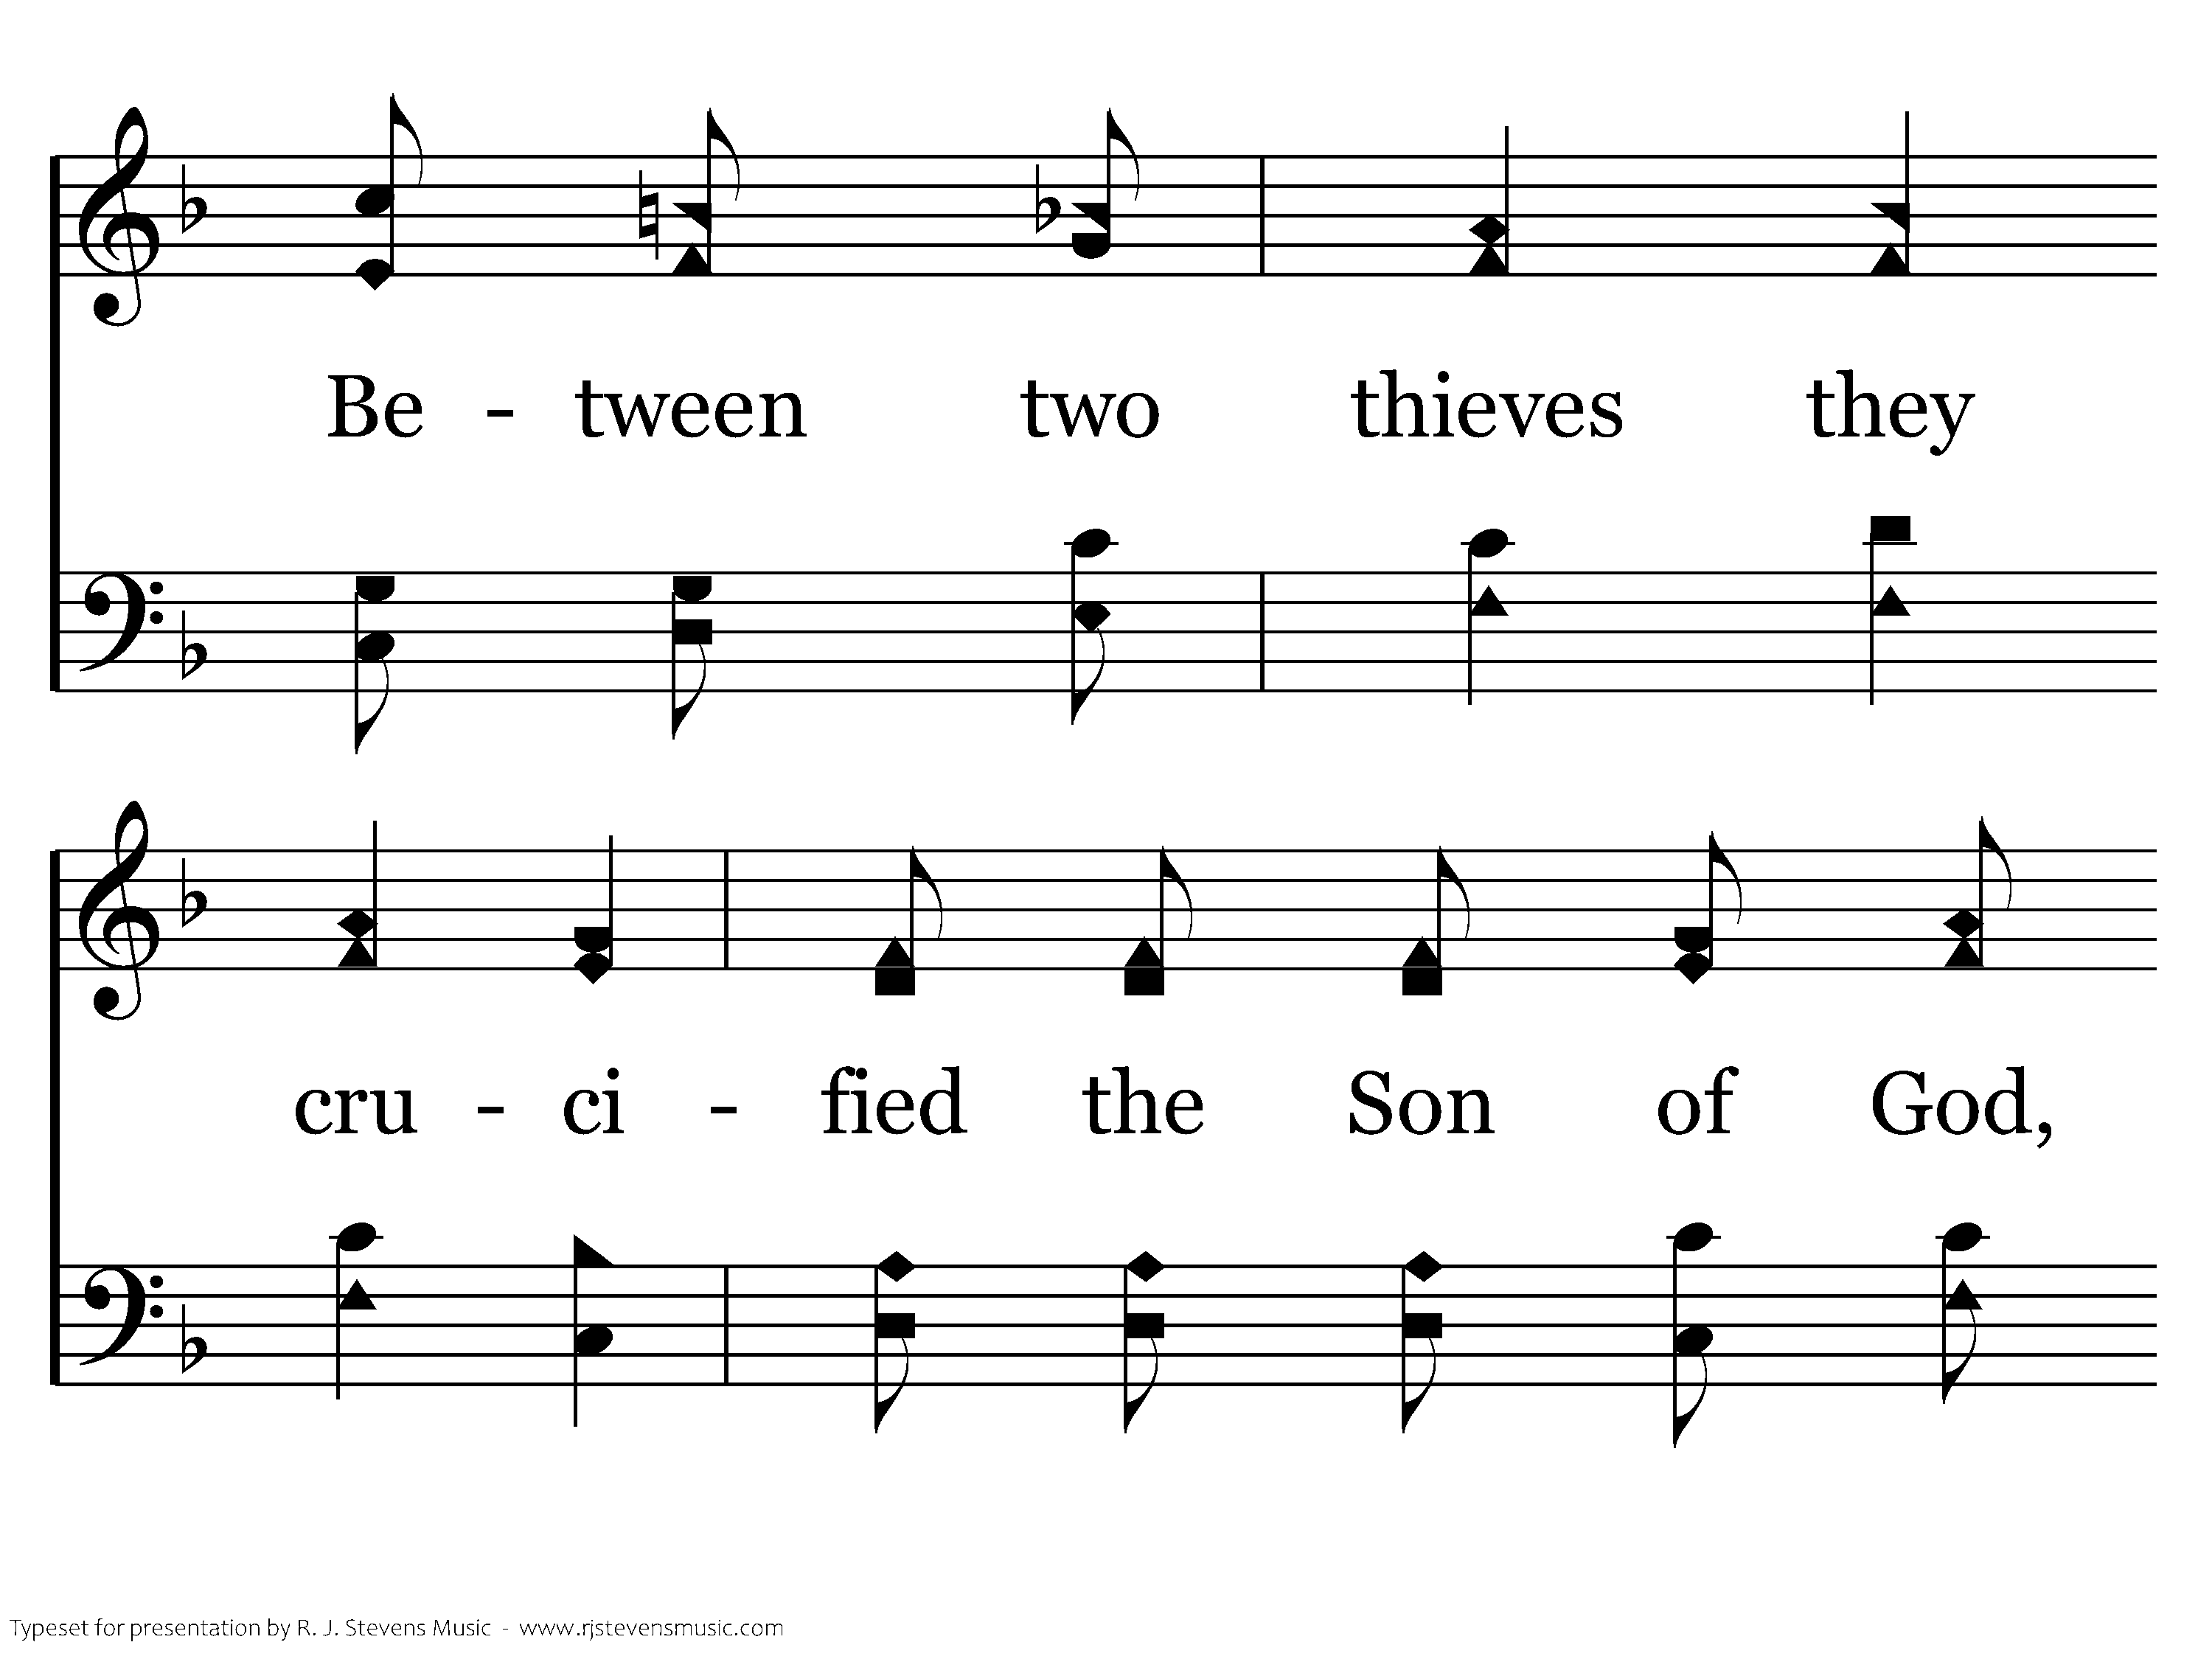 Be - tween two thieves they
cru - ci - fied the Son of God,
Typeset for presentation by R. J. Stevens Music - www.rjstevensmusic.com